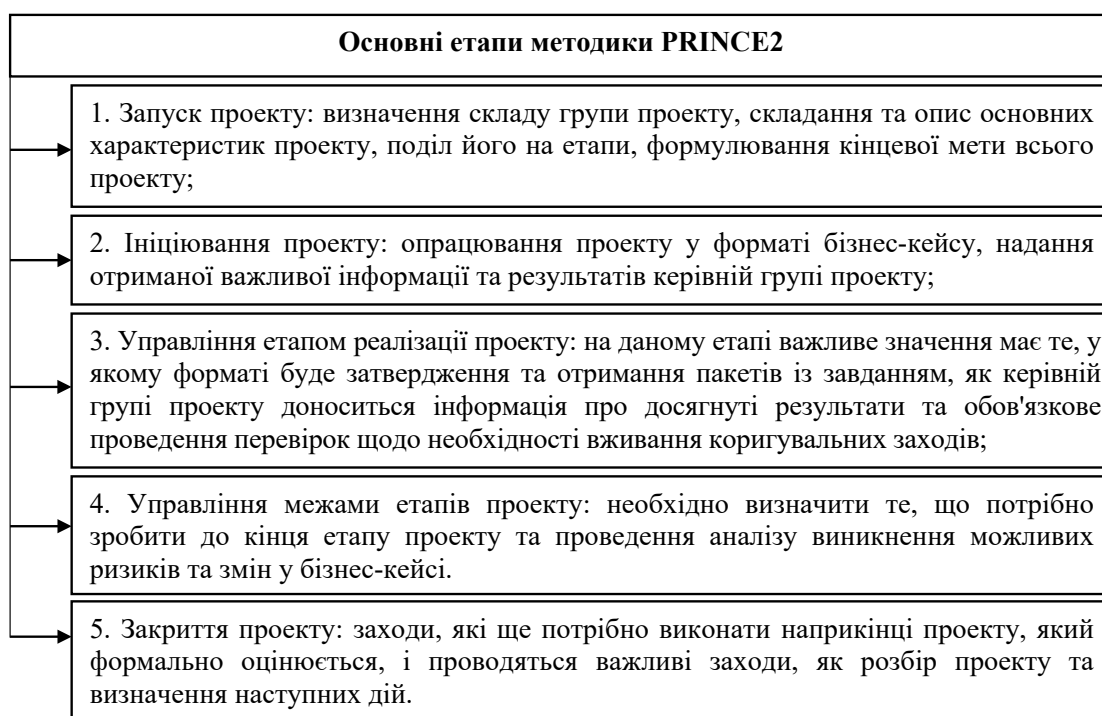 Основні етапи методики PRINCE2
1. Запуск проекту: визначення складу групи проекту, складання та опис основних
характеристик проекту, поділ його на етапи, формулювання кінцевої мети всього
проекту;
2. Ініціювання проекту: опрацювання проекту у форматі бізнес-кейсу, надання
отриманої важливої інформації та результатів керівній групі проекту;
3. Управління етапом реалізації проекту: на даному етапі важливе значення має те, у
якому форматі буде затвердження та отримання пакетів із завданням, як керівній
групі проекту доноситься інформація про досягнуті результати та обов'язкове
проведення перевірок щодо необхідності вживання коригувальних заходів;
4. Управління межами етапів проекту: необхідно визначити те, що потрібно
зробити до кінця етапу проекту та проведення аналізу виникнення можливих
ризиків та змін у бізнес-кейсі.
5. Закриття проекту: заходи, які ще потрібно виконати наприкінці проекту, який
формально оцінюється, і проводяться важливі заходи, як розбір проекту та
визначення наступних дій.